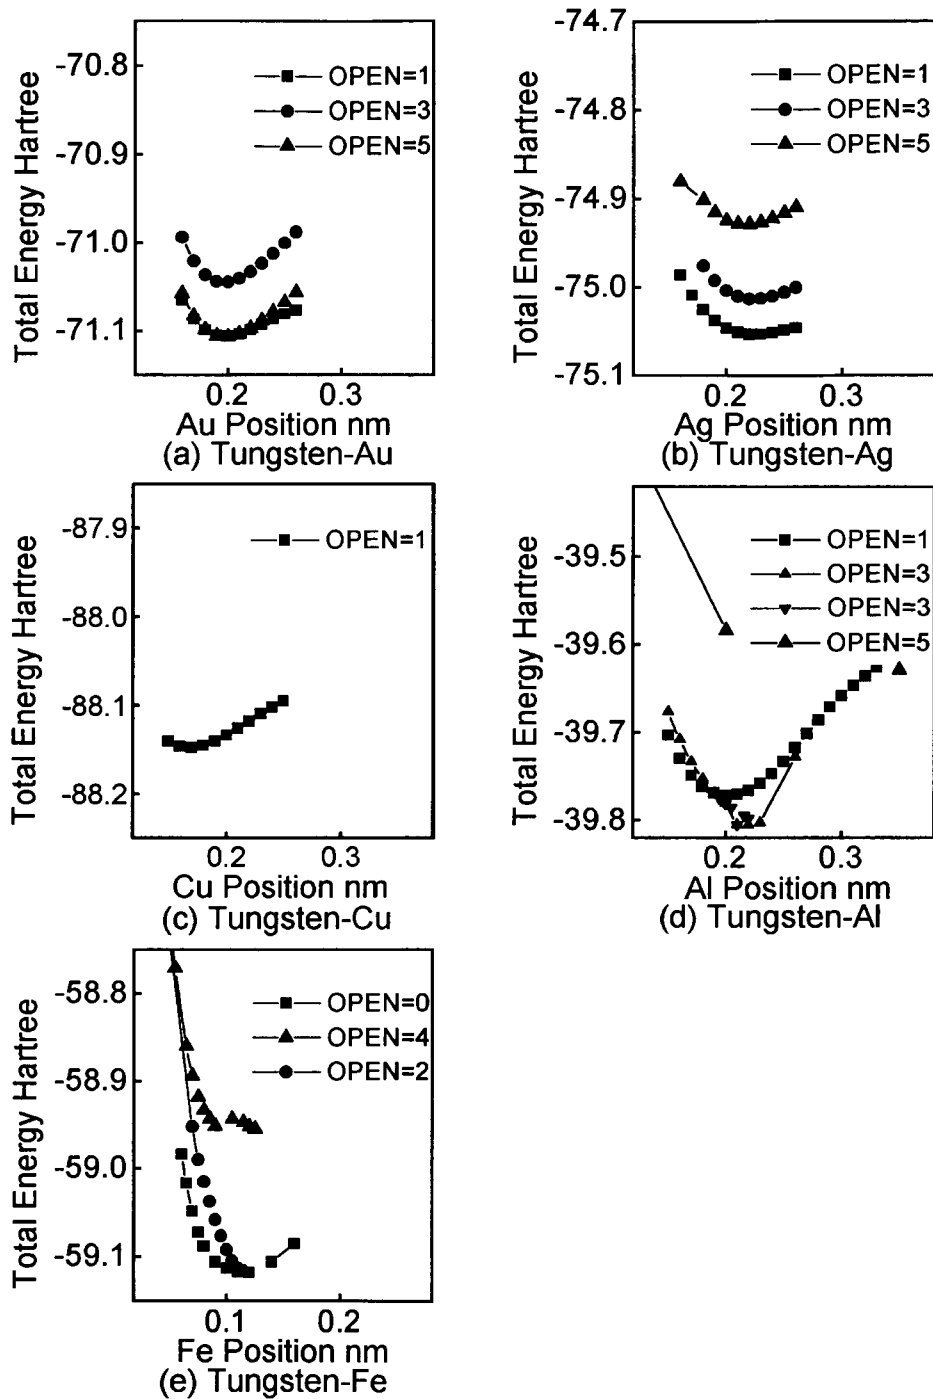 Total Energy Hartree
-70.8
-70.9
-71.0
-71.1
OPEN=1
OPEN=3
OPEN=5
0.2 0.3
Au Position nm
(a) Tungsten-Au
Total Energy Hartree
-74.7
-74.8
-74.9
-75.0
-75.1
OPEN=1
OPEN=3
OPEN=5
0.2 0.3
Ag Position nm
(b) Tungsten-Ag
Total Energy Hartree
-87.9
-88.0
-88.1
-88.2
OPEN=1
0.2 0.3
Cu Position nm
(c) Tungsten-Cu
Total Energy Hartree
-39.5
-39.6
-39.7
-39.8
OPEN=1
OPEN=3
OPEN=3
OPEN=5
0.2 0.3
Al Position nm
(d) Tungsten-Al
Total Energy Hartree
-58.8
-58.9
-59.0
-59.1
OPEN=0
OPEN=4
OPEN=2
0.1 0.2
Fe Position nm
(e) Tungsten-Fe